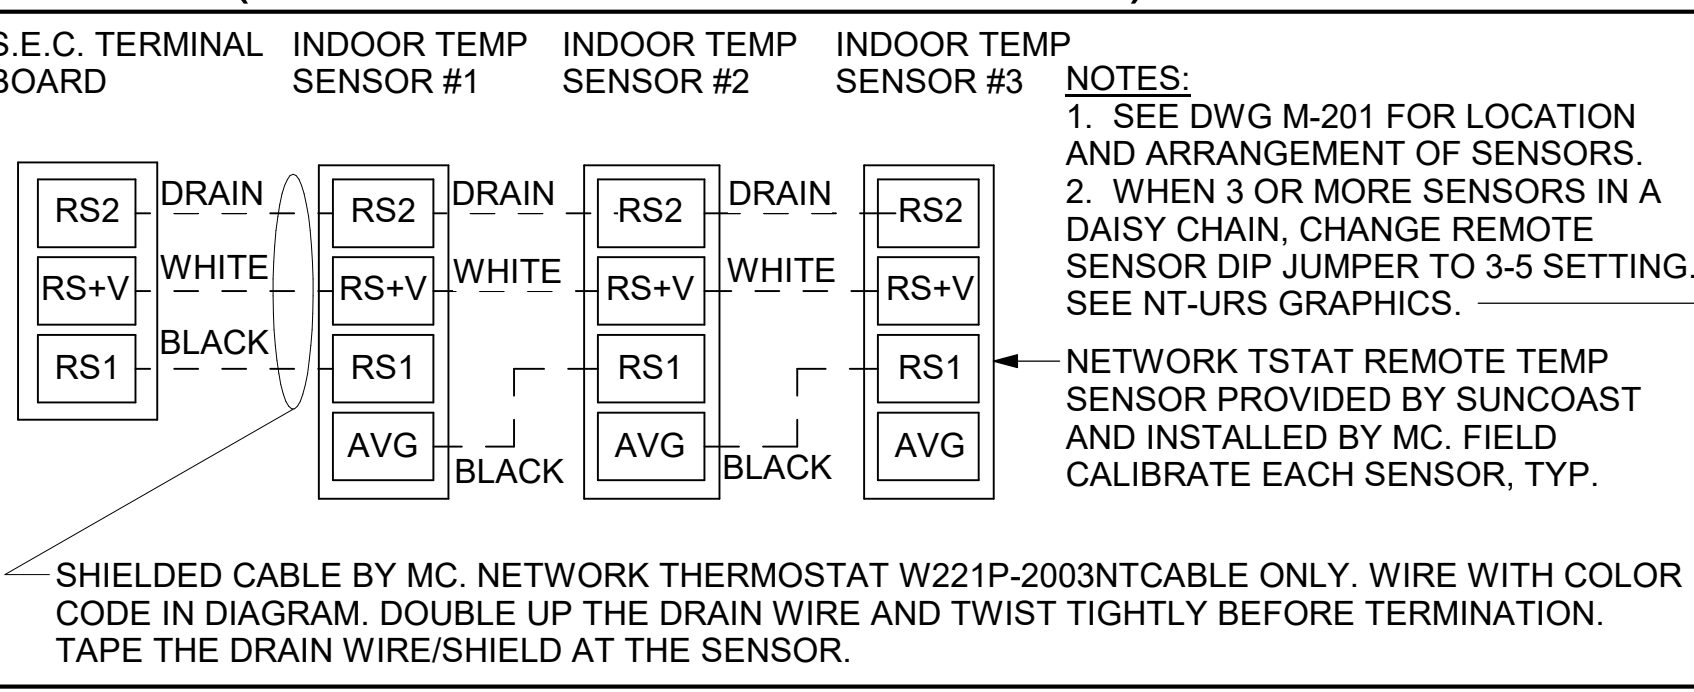 S.E.C. TERMINAL BOARD
INDOOR TEMP SENSOR #1
INDOOR TEMP SENSOR #2
INDOOR TEMP SENSOR #3
RS2 DRAIN RS2 DRAIN RS2 DRAIN RS2
RS+V WHITE RS+V WHITE RS+V WHITE RS+V
RS1 BLACK RS1 RS1 RS1
AVG BLACK AVG BLACK AVG
NOTES:
1. SEE DWG M-201 FOR LOCATION
AND ARRANGEMENT OF SENSORS.
2. WHEN 3 OR MORE SENSORS IN A
DAISY CHAIN, CHANGE REMOTE
SENSOR DIP JUMPER TO 3-5 SETTING.
SEE NT-URS GRAPHICS.
NETWORK TSTAT REMOTE TEMP
SENSOR PROVIDED BY SUNCOAST
AND INSTALLED BY MC. FIELD
CALIBRATE EACH SENSOR, TYP.
SHIELDED CABLE BY MC. NETWORK THERMOSTAT W221P-2003NTCABLE ONLY. WIRE WITH COLOR
CODE IN DIAGRAM. DOUBLE UP THE DRAIN WIRE AND TWIST TIGHTLY BEFORE TERMINATION.
TAPE THE DRAIN WIRE/SHIELD AT THE SENSOR.